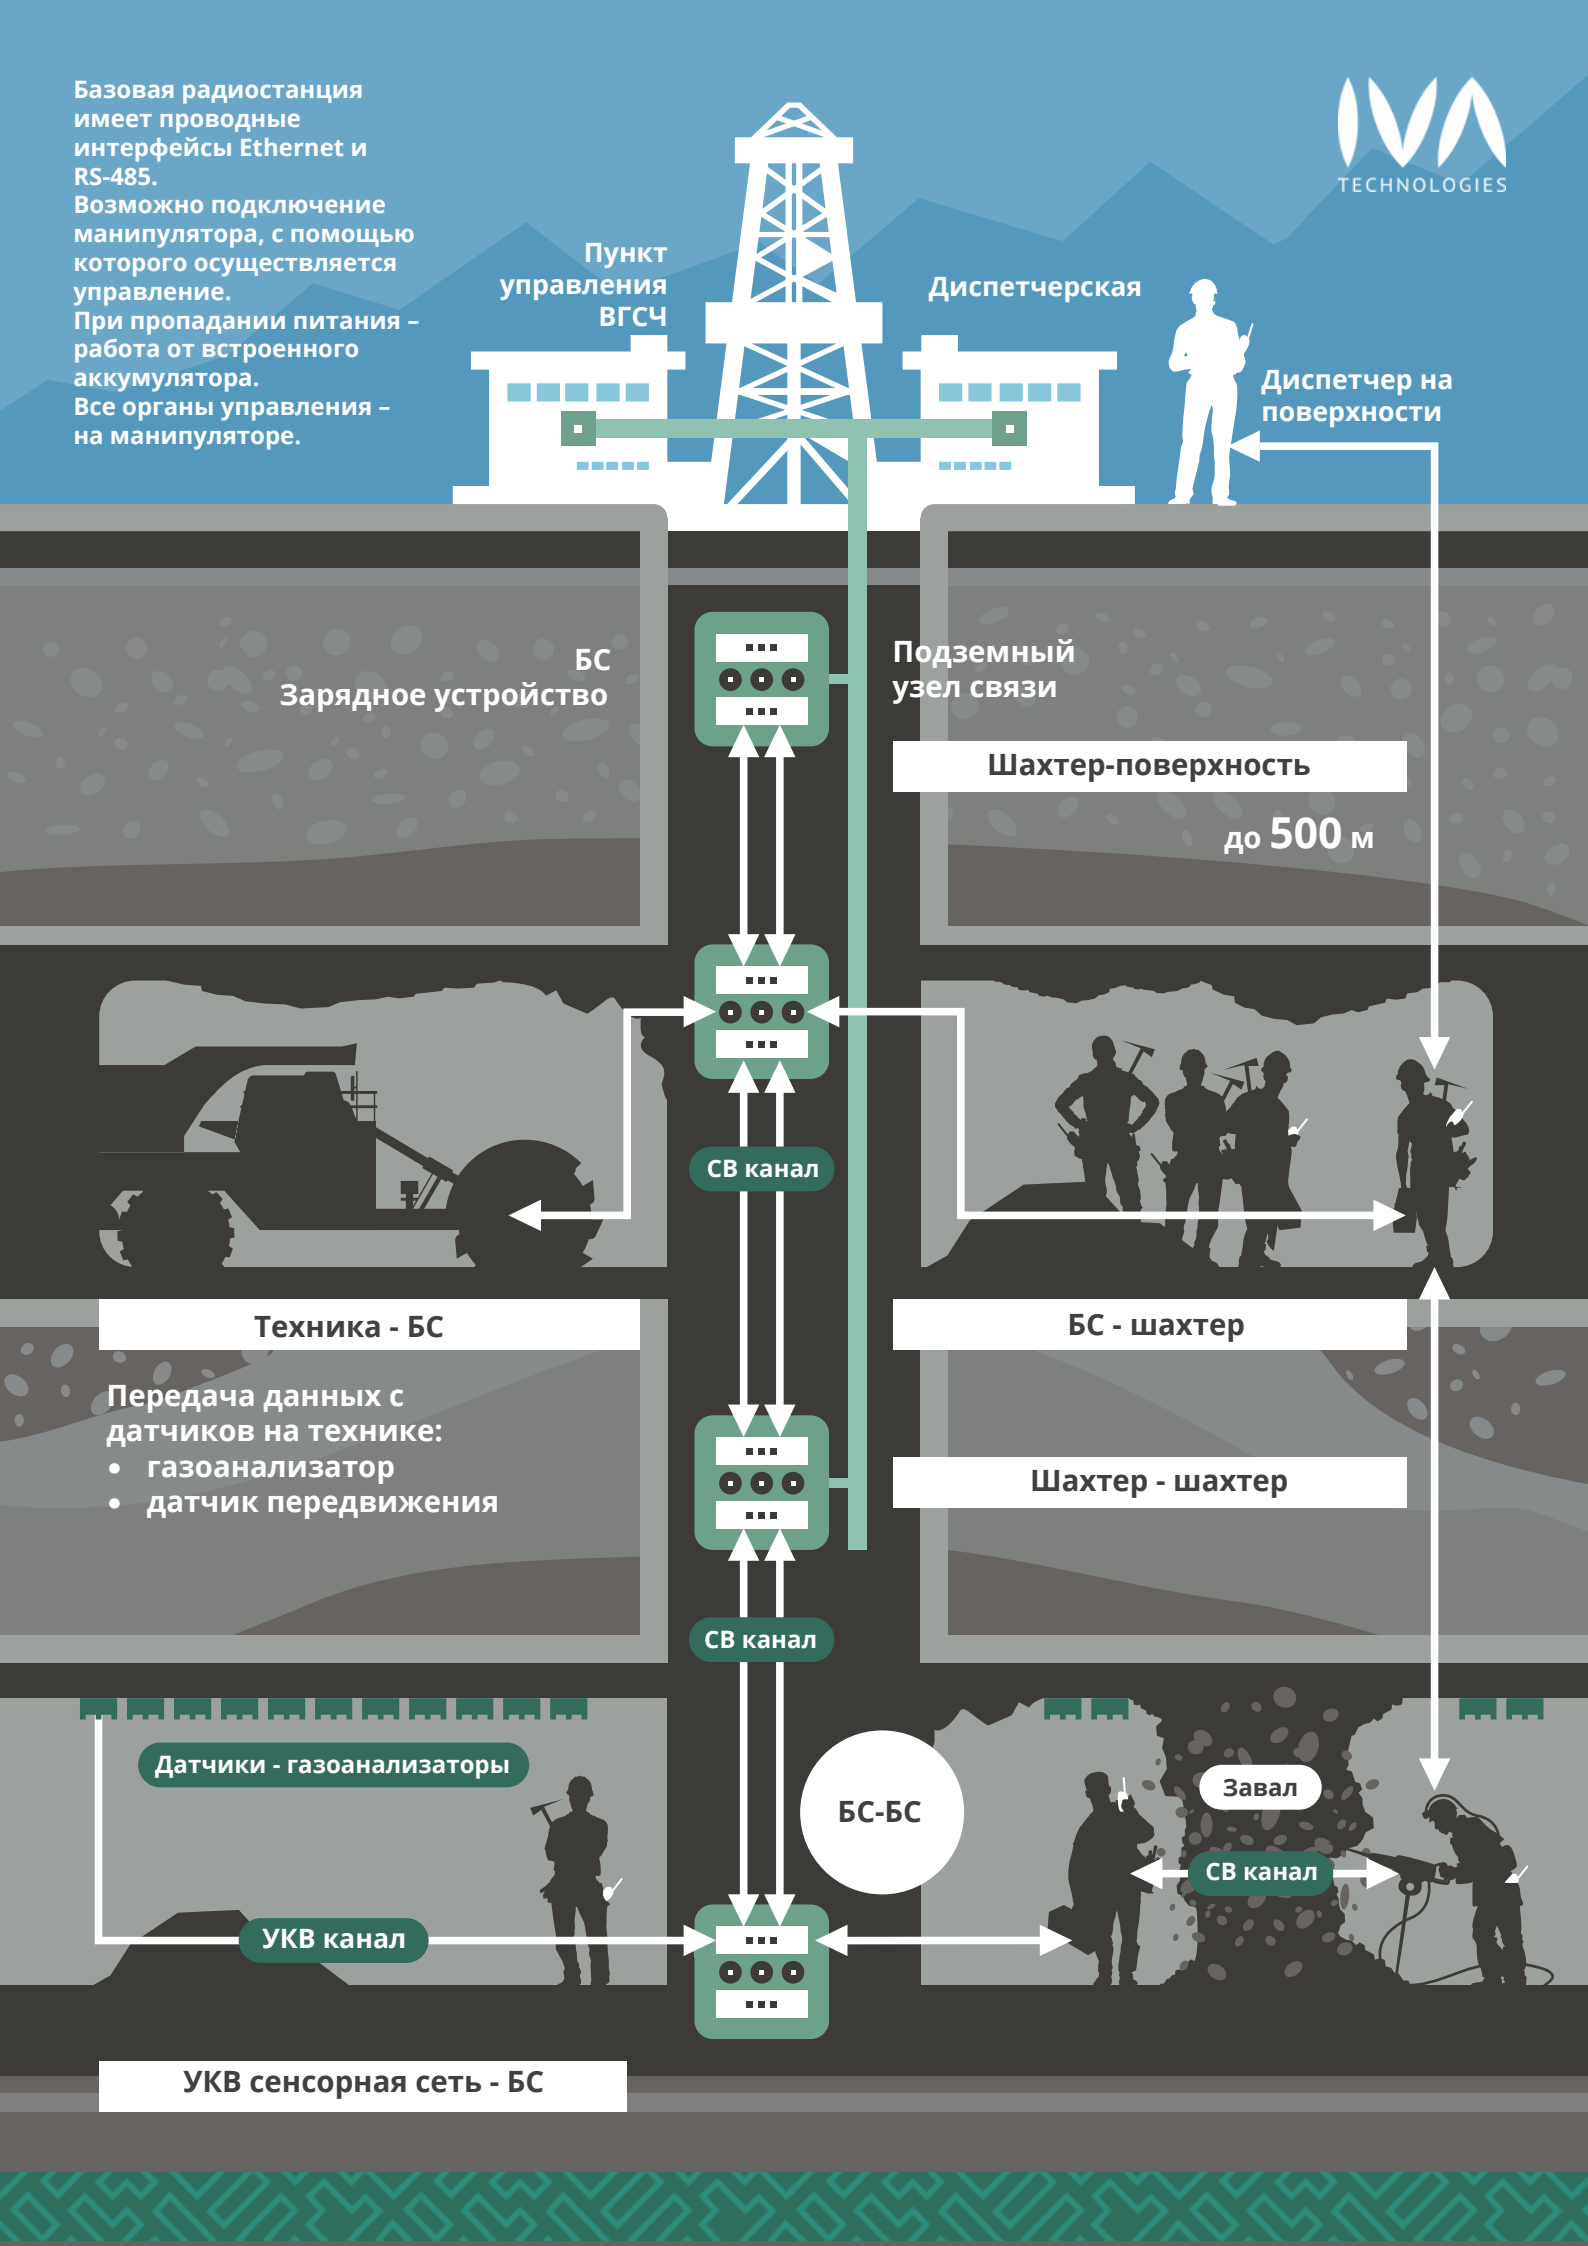 Базовая радиостанция
имеет проводные
интерфейсы Ethernet и
RS-485.
Возможно подключение
манипулятора, с помощью
которого осуществляется
управление.
При пропадании питания –
работа от встроенного
аккумулятора.
Все органы управления –
на манипуляторе.
IVA
TECHNOLOGIES
Пункт
управления
ВГСЧ
Диспетчерская
Диспетчер на
поверхности
БС
Зарядное устройство
Подземный
узел связи
Шахтер-поверхность
до 500 м
СВ канал
Техника - БС
БС - шахтер
Передача данных с
датчиков на технике:
• газоанализатор
• датчик передвижения
Шахтер - шахтер
СВ канал
Датчики - газоанализаторы
БС-БС
Завал
СВ канал
УКВ канал
УКВ сенсорная сеть - БС